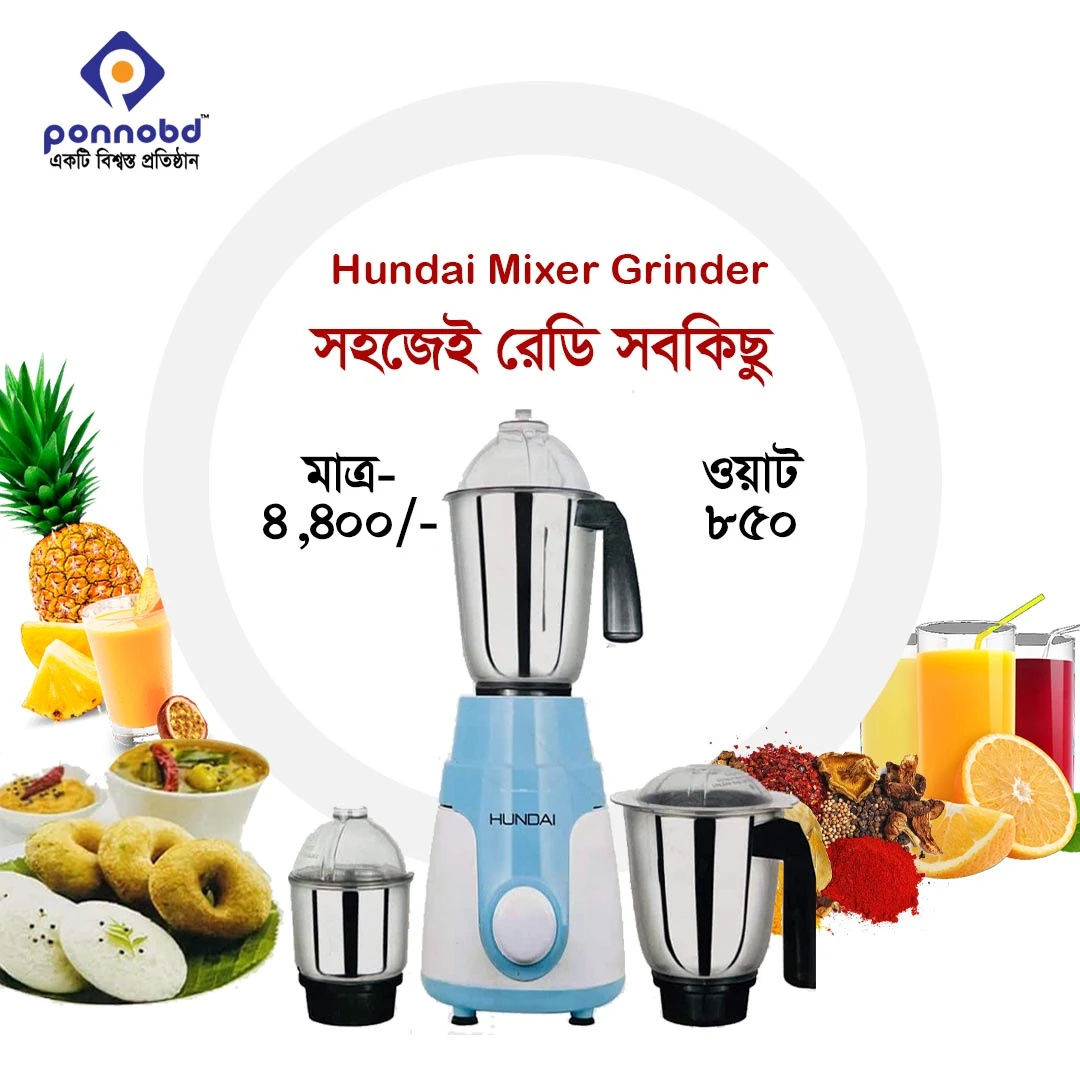 ponnobd™
একটি বিশ্বস্ত প্রতিষ্ঠান
Hundai Mixer Grinder
সহজেই রেডি সবকিছু
মাত্র-
৪,৪০০/-
ওয়াট
৮৫০
HUNDAI